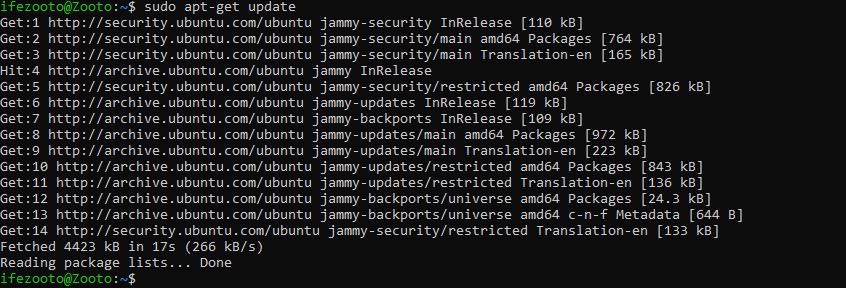 ifezooto@Zooto:~$ sudo apt-get update
Get:1 http://security.ubuntu.com/ubuntu jammy-security InRelease [110 kB]
Get:2 http://security.ubuntu.com/ubuntu jammy-security/main amd64 Packages [764 kB]
Get:3 http://security.ubuntu.com/ubuntu jammy-security/main Translation-en [165 kB]
Hit:4 http://archive.ubuntu.com/ubuntu jammy InRelease
Get:5 http://security.ubuntu.com/ubuntu jammy-security/restricted amd64 Packages [826 kB]
Get:6 http://archive.ubuntu.com/ubuntu jammy-updates InRelease [119 kB]
Get:7 http://archive.ubuntu.com/ubuntu jammy-backports InRelease [109 kB]
Get:8 http://archive.ubuntu.com/ubuntu jammy-updates/main amd64 Packages [972 kB]
Get:9 http://archive.ubuntu.com/ubuntu jammy-updates/main Translation-en [223 kB]
Get:10 http://archive.ubuntu.com/ubuntu jammy-updates/restricted amd64 Packages [843 kB]
Get:11 http://archive.ubuntu.com/ubuntu jammy-updates/restricted Translation-en [136 kB]
Get:12 http://archive.ubuntu.com/ubuntu jammy-backports/universe amd64 Packages [24.3 kB]
Get:13 http://archive.ubuntu.com/ubuntu jammy-backports/universe amd64 c-n-f Metadata [644 B]
Get:14 http://security.ubuntu.com/ubuntu jammy-security/restricted Translation-en [133 kB]
Fetched 4423 kB in 17s (266 kB/s)
Reading package lists... Done
ifezooto@Zooto:~$